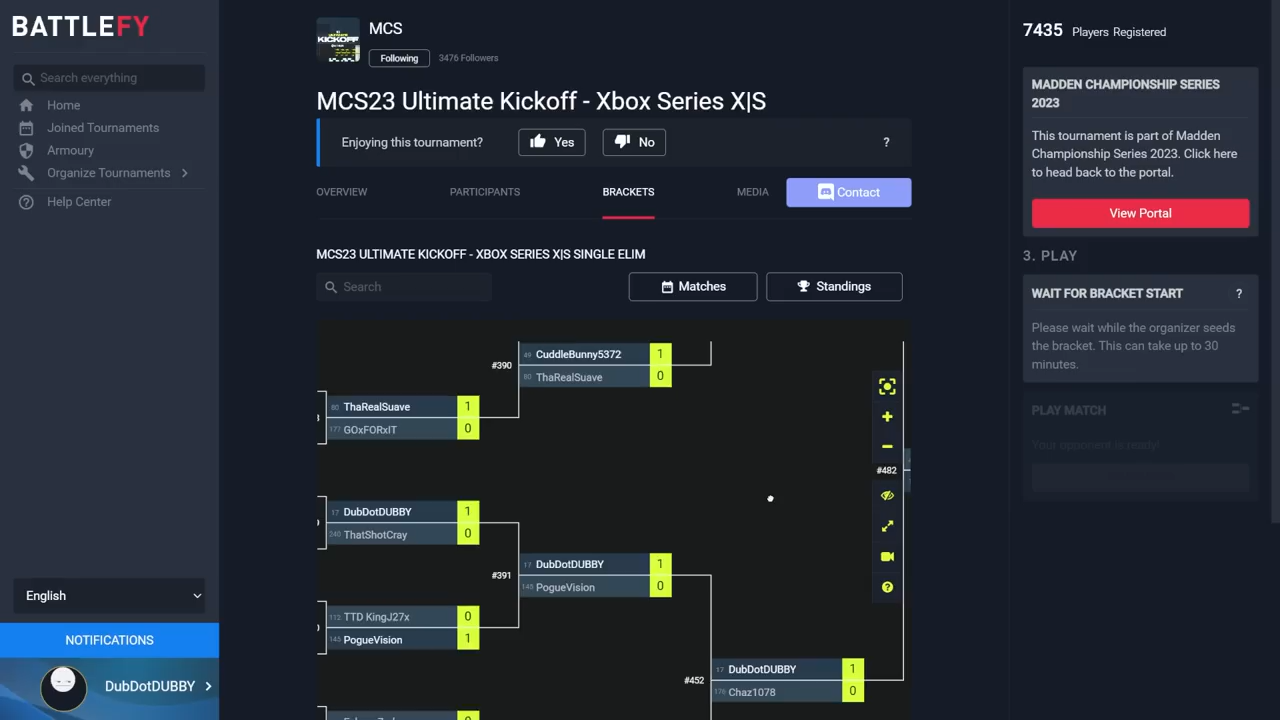 BATTLEFY
Search everything
Home
Joined Tournaments
Armoury
Organize Tournaments
Help Center
English
NOTIFICATIONS
DubDotDUBBY
KICKOFF
MCS
Following
3476 Followers
MCS23 Ultimate Kickoff - Xbox Series X|S
Enjoying this tournament?
Yes
No
?
OVERVIEW
PARTICIPANTS
BRACKETS
MEDIA
Contact
MCS23 ULTIMATE KICKOFF - XBOX SERIES X|S SINGLE ELIM
Search
Matches
Standings
#390
49 CuddleBunny5372 1
80 ThaRealSuave 0
80 ThaRealSuave 1
177 GOxFORxIT 0
#482
17 DubDotDUBBY 1
240 ThatShotCray 0
#391
17 DubDotDUBBY 1
145 PogueVision 0
112 TTD KingJ27x 0
145 PogueVision 1
#452
17 DubDotDUBBY 1
176 Chaz1078 0
7435 Players Registered
MADDEN CHAMPIONSHIP SERIES
2023
This tournament is part of Madden
Championship Series 2023. Click here
to head back to the portal.
View Portal
3. PLAY
WAIT FOR BRACKET START ?
Please wait while the organizer seeds
the bracket. This can take up to 30
minutes.
PLAY MATCH
Your opponent is ready!